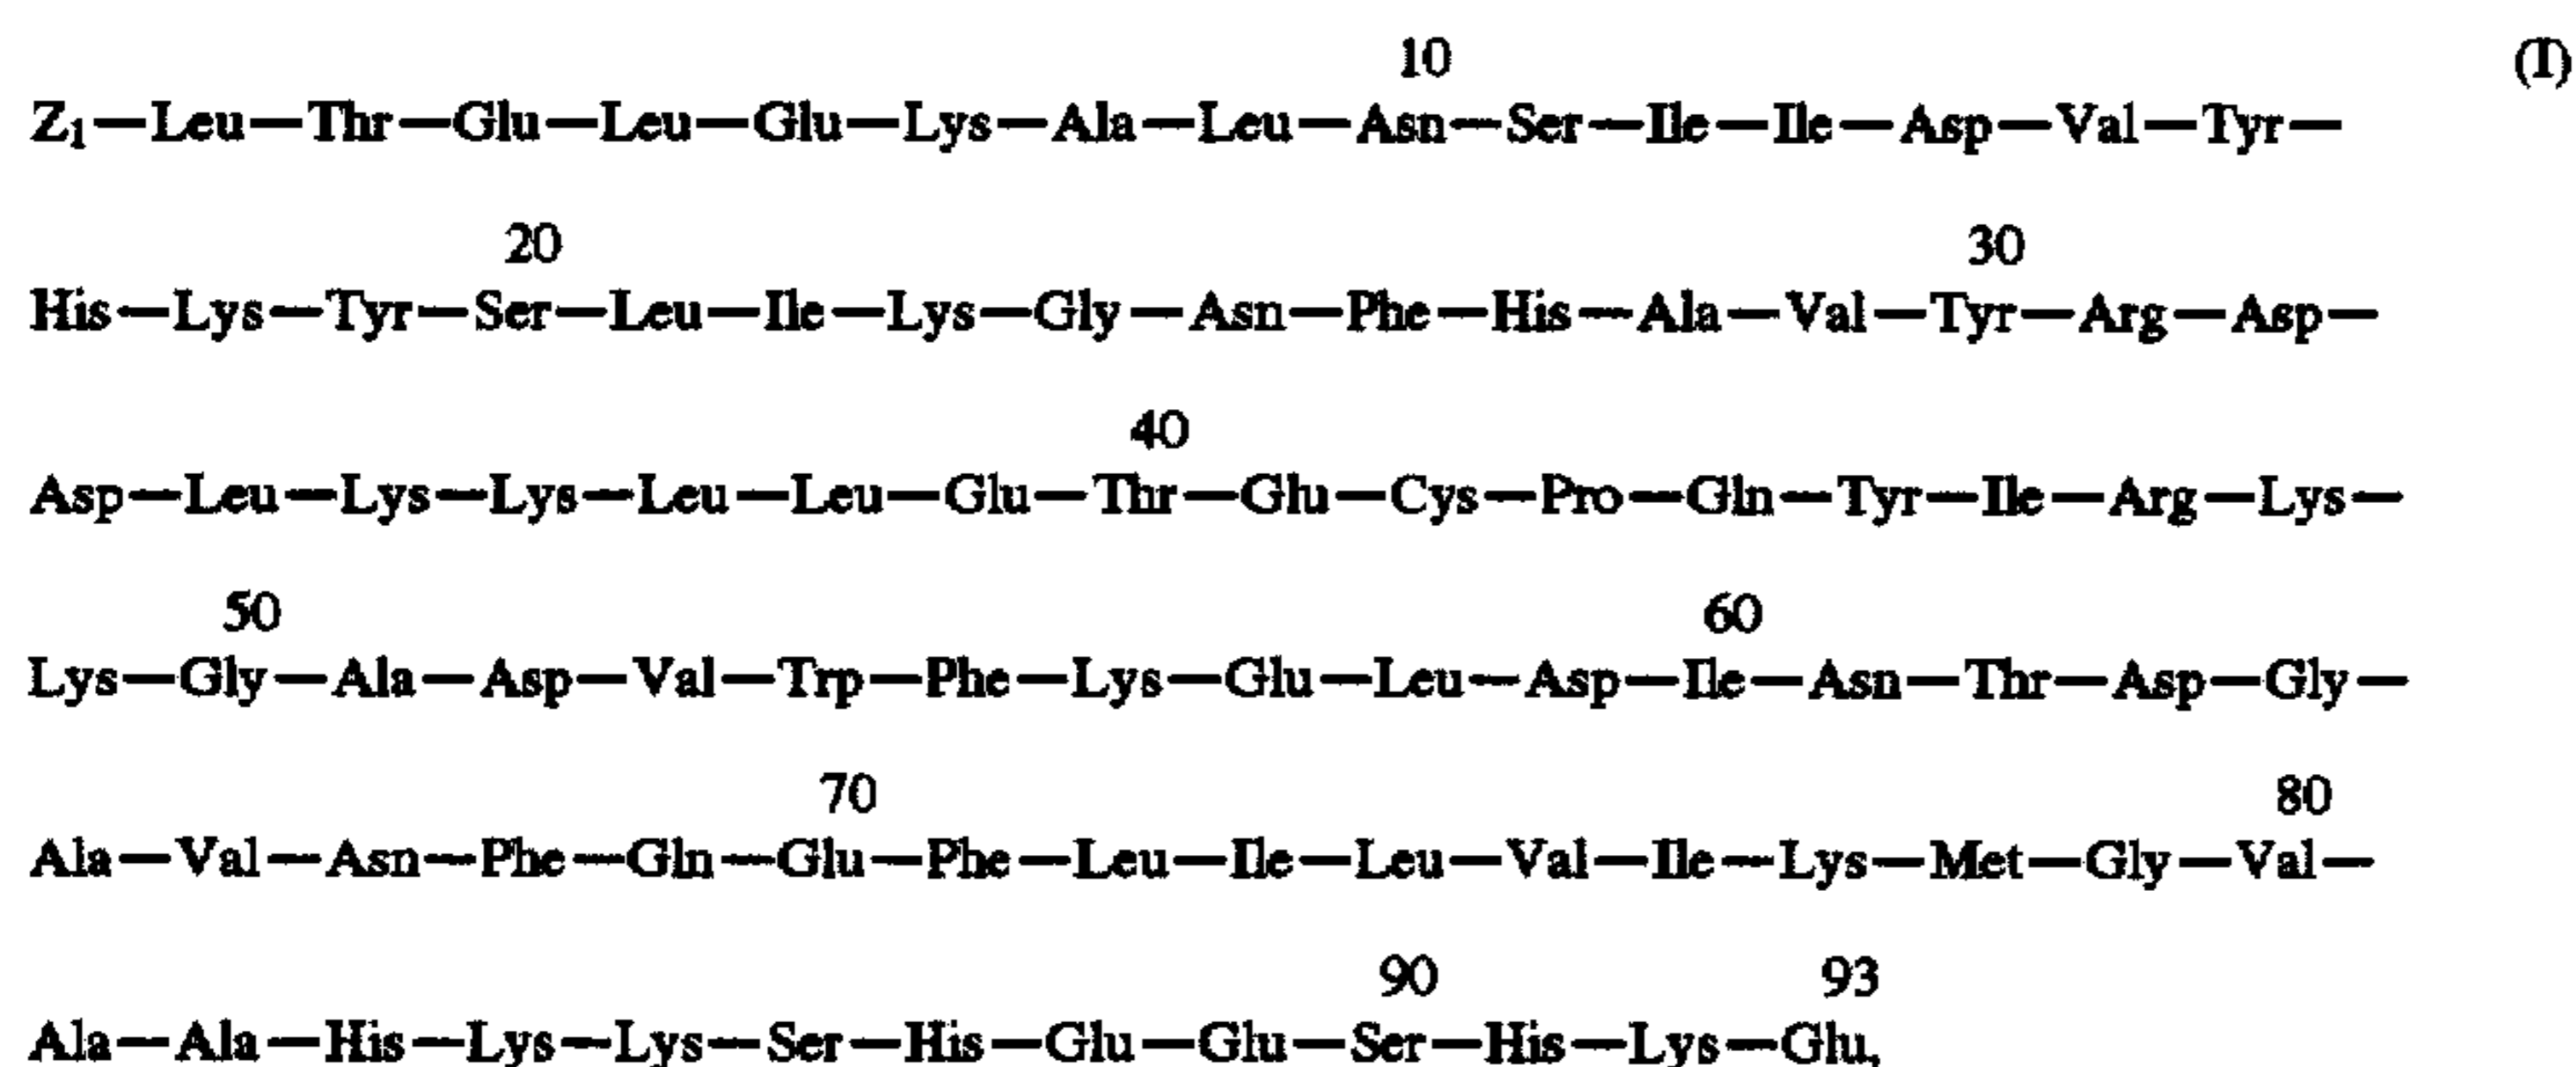 10 (I)
Z₁—Leu—Thr—Glu—Leu—Glu—Lys—Ala—Leu—Asn—Ser—Ile—Ile—Asp—Val—Tyr—
20 30
His—Lys—Tyr—Ser—Leu—Ile—Lys—Gly—Asn—Phe—His—Ala—Val—Tyr—Arg—Asp—
40
Asp—Leu—Lys—Lys—Leu—Leu—Glu—Thr—Glu—Cys—Pro—Gln—Tyr—Ile—Arg—Lys—
50 60
Lys—Gly—Ala—Asp—Val—Trp—Phe—Lys—Glu—Leu—Asp—Ile—Asn—Thr—Asp—Gly—
70 80
Ala—Val—Asn—Phe—Gln—Glu—Phe—Leu—Ile—Leu—Val—Ile—Lys—Met—Gly—Val—
90 93
Ala—Ala—His—Lys—Lys—Ser—His—Glu—Glu—Ser—His—Lys—Glu,